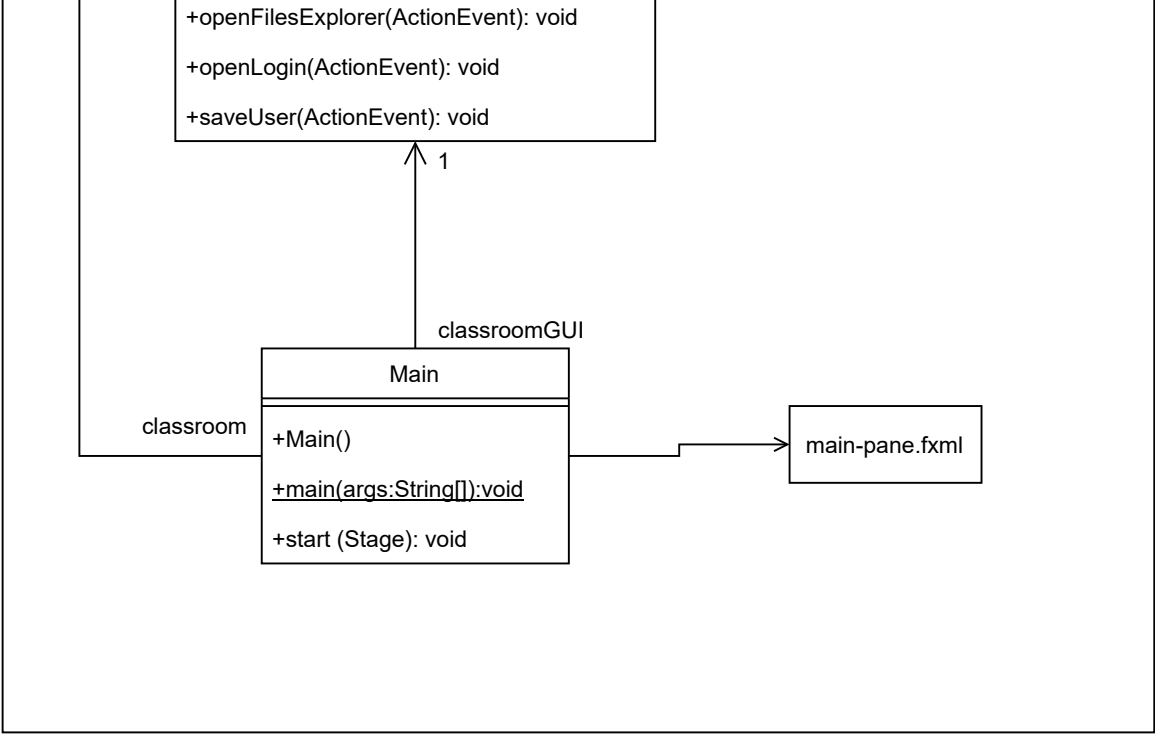 +openFilesExplorer(ActionEvent): void
+openLogin(ActionEvent): void
+saveUser(ActionEvent): void
1
classroomGUI
Main
classroom
+Main()
+main(args:String[]):void
+start (Stage): void
main-pane.fxml